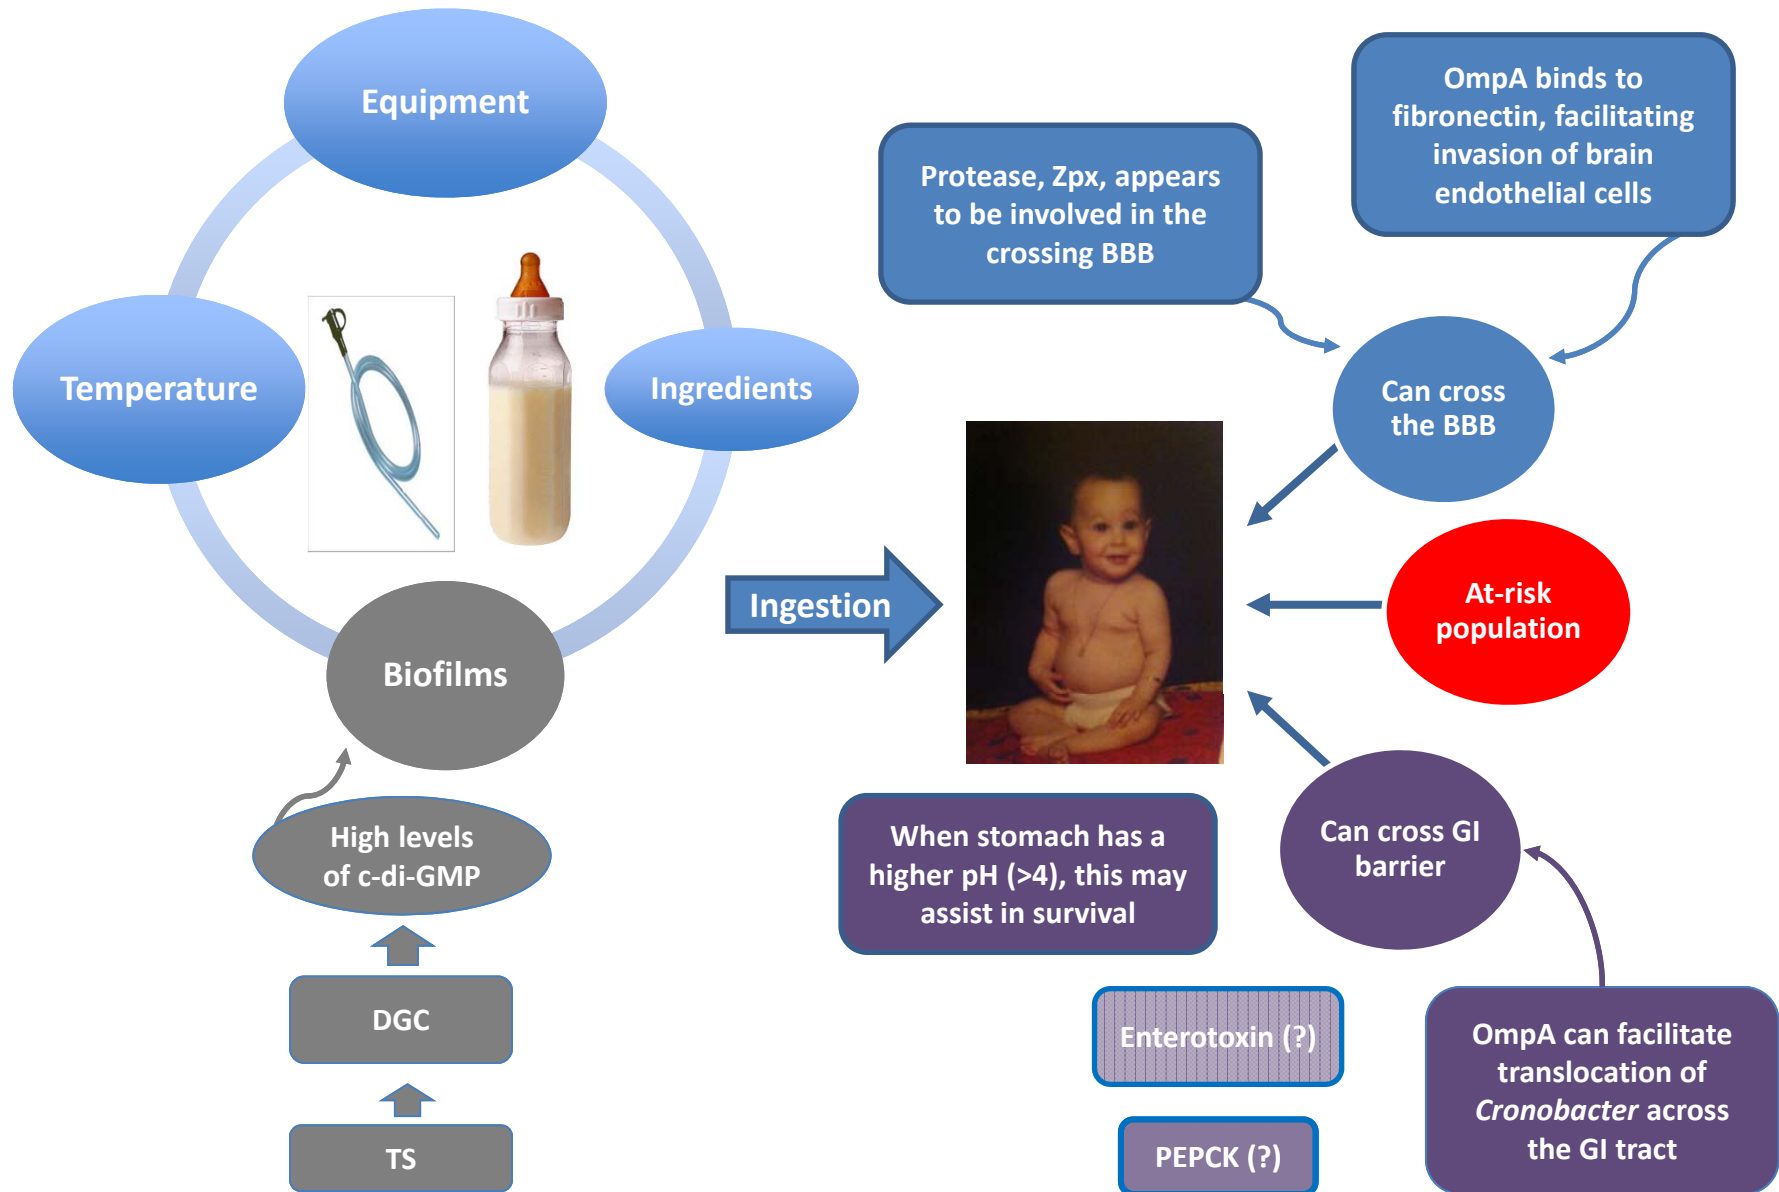 Equipment
Temperature
Ingredients
Biofilms
High levels
of c-di-GMP
DGC
TS
Ingestion
Protease, Zpx, appears
to be involved in the
crossing BBB
OmpA binds to
fibronectin, facilitating
invasion of brain
endothelial cells
Can cross
the BBB
At-risk
population
Can cross GI
barrier
When stomach has a
higher pH (>4), this may
assist in survival
Enterotoxin (?)
PEPCK (?)
OmpA can facilitate
translocation of
Cronobacter across
the GI tract